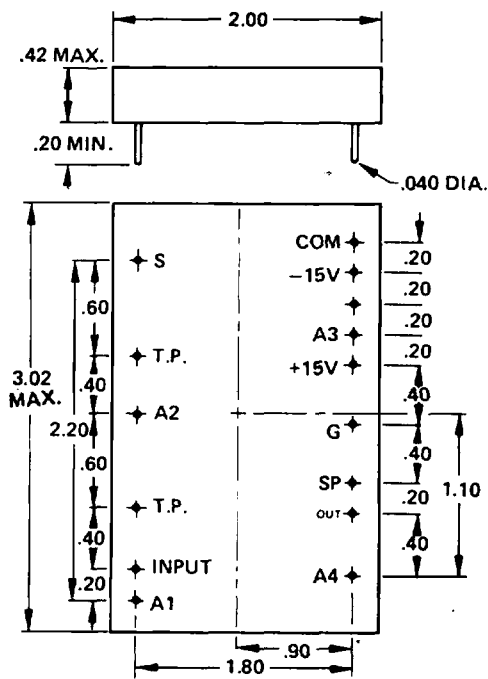 2.00
.42 MAX.
.20 MIN.
.040 DIA.
COM
.20
S
−15V
.20
.60
.20
A3
.20
T.P.
+15V
3.02
MAX.
.40
.40
A2
2.20
G
.40
.60
SP
1.10
.20
T.P.
OUT
.40
.40
INPUT
A4
.20
A1
.90
1.80